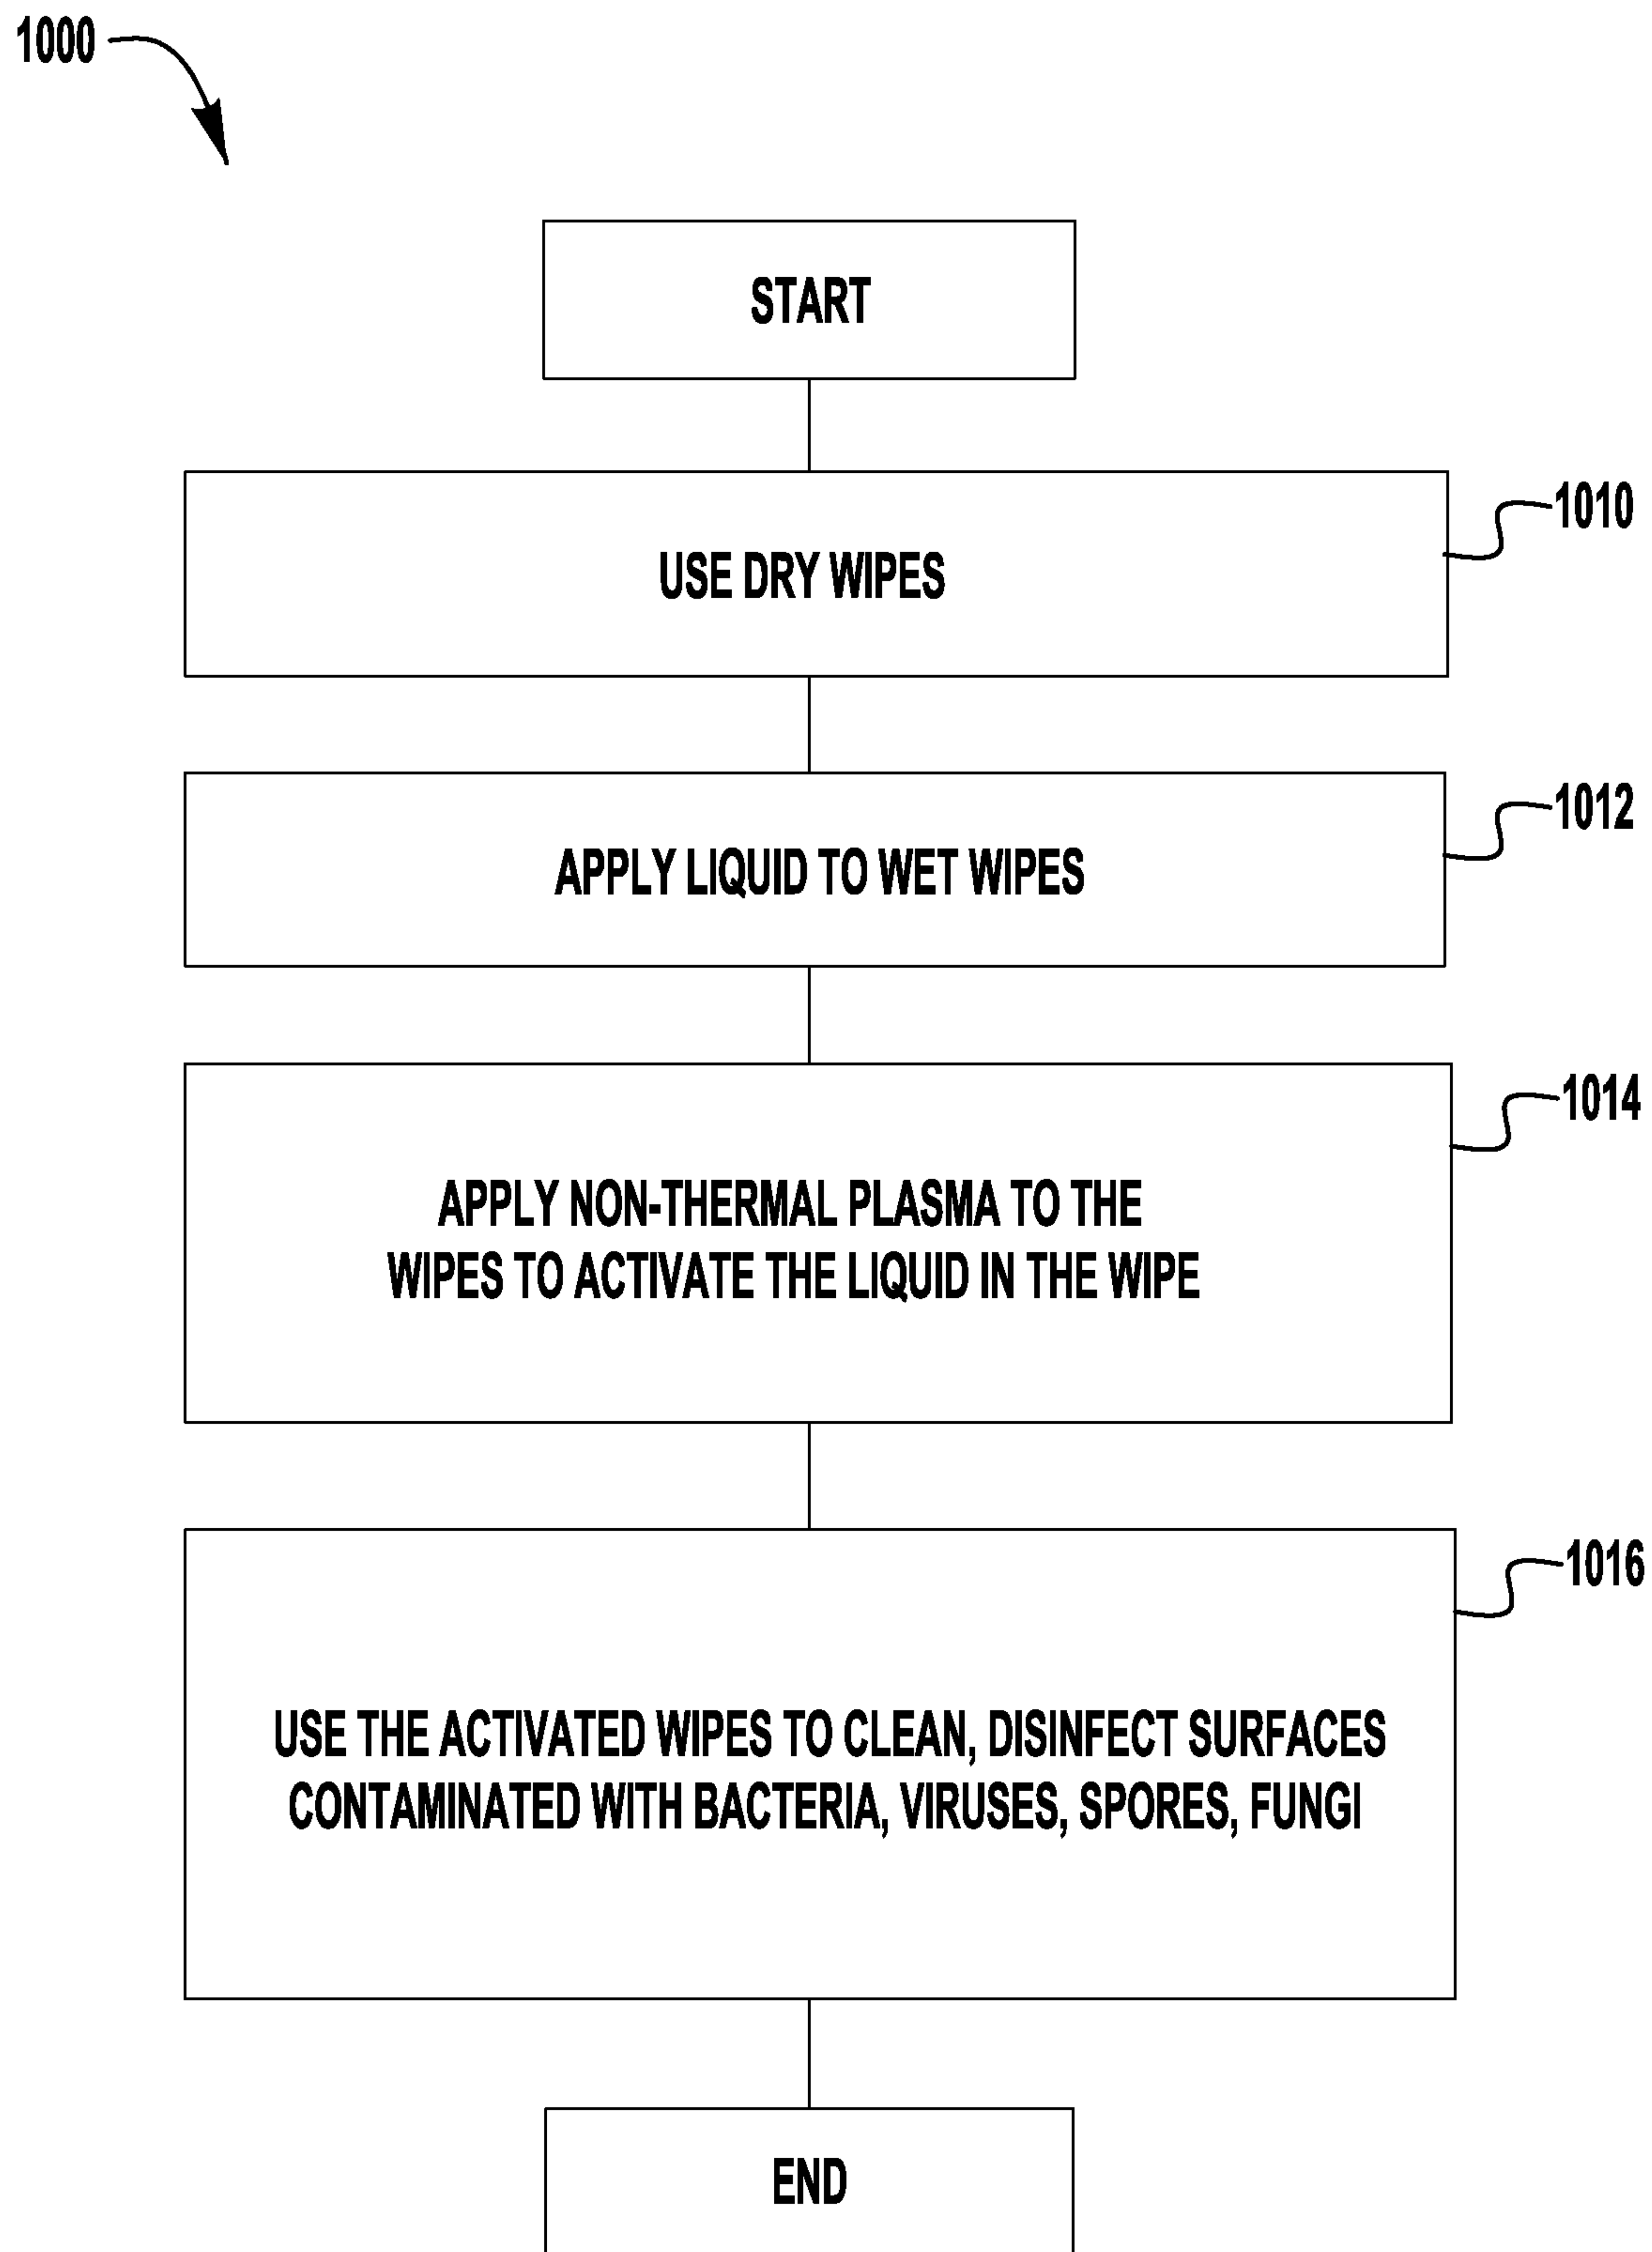 1000
START
USE DRY WIPES
1010
APPLY LIQUID TO WET WIPES
1012
APPLY NON-THERMAL PLASMA TO THE
WIPES TO ACTIVATE THE LIQUID IN THE WIPE
1014
USE THE ACTIVATED WIPES TO CLEAN, DISINFECT SURFACES
CONTAMINATED WITH BACTERIA, VIRUSES, SPORES, FUNGI
1016
END